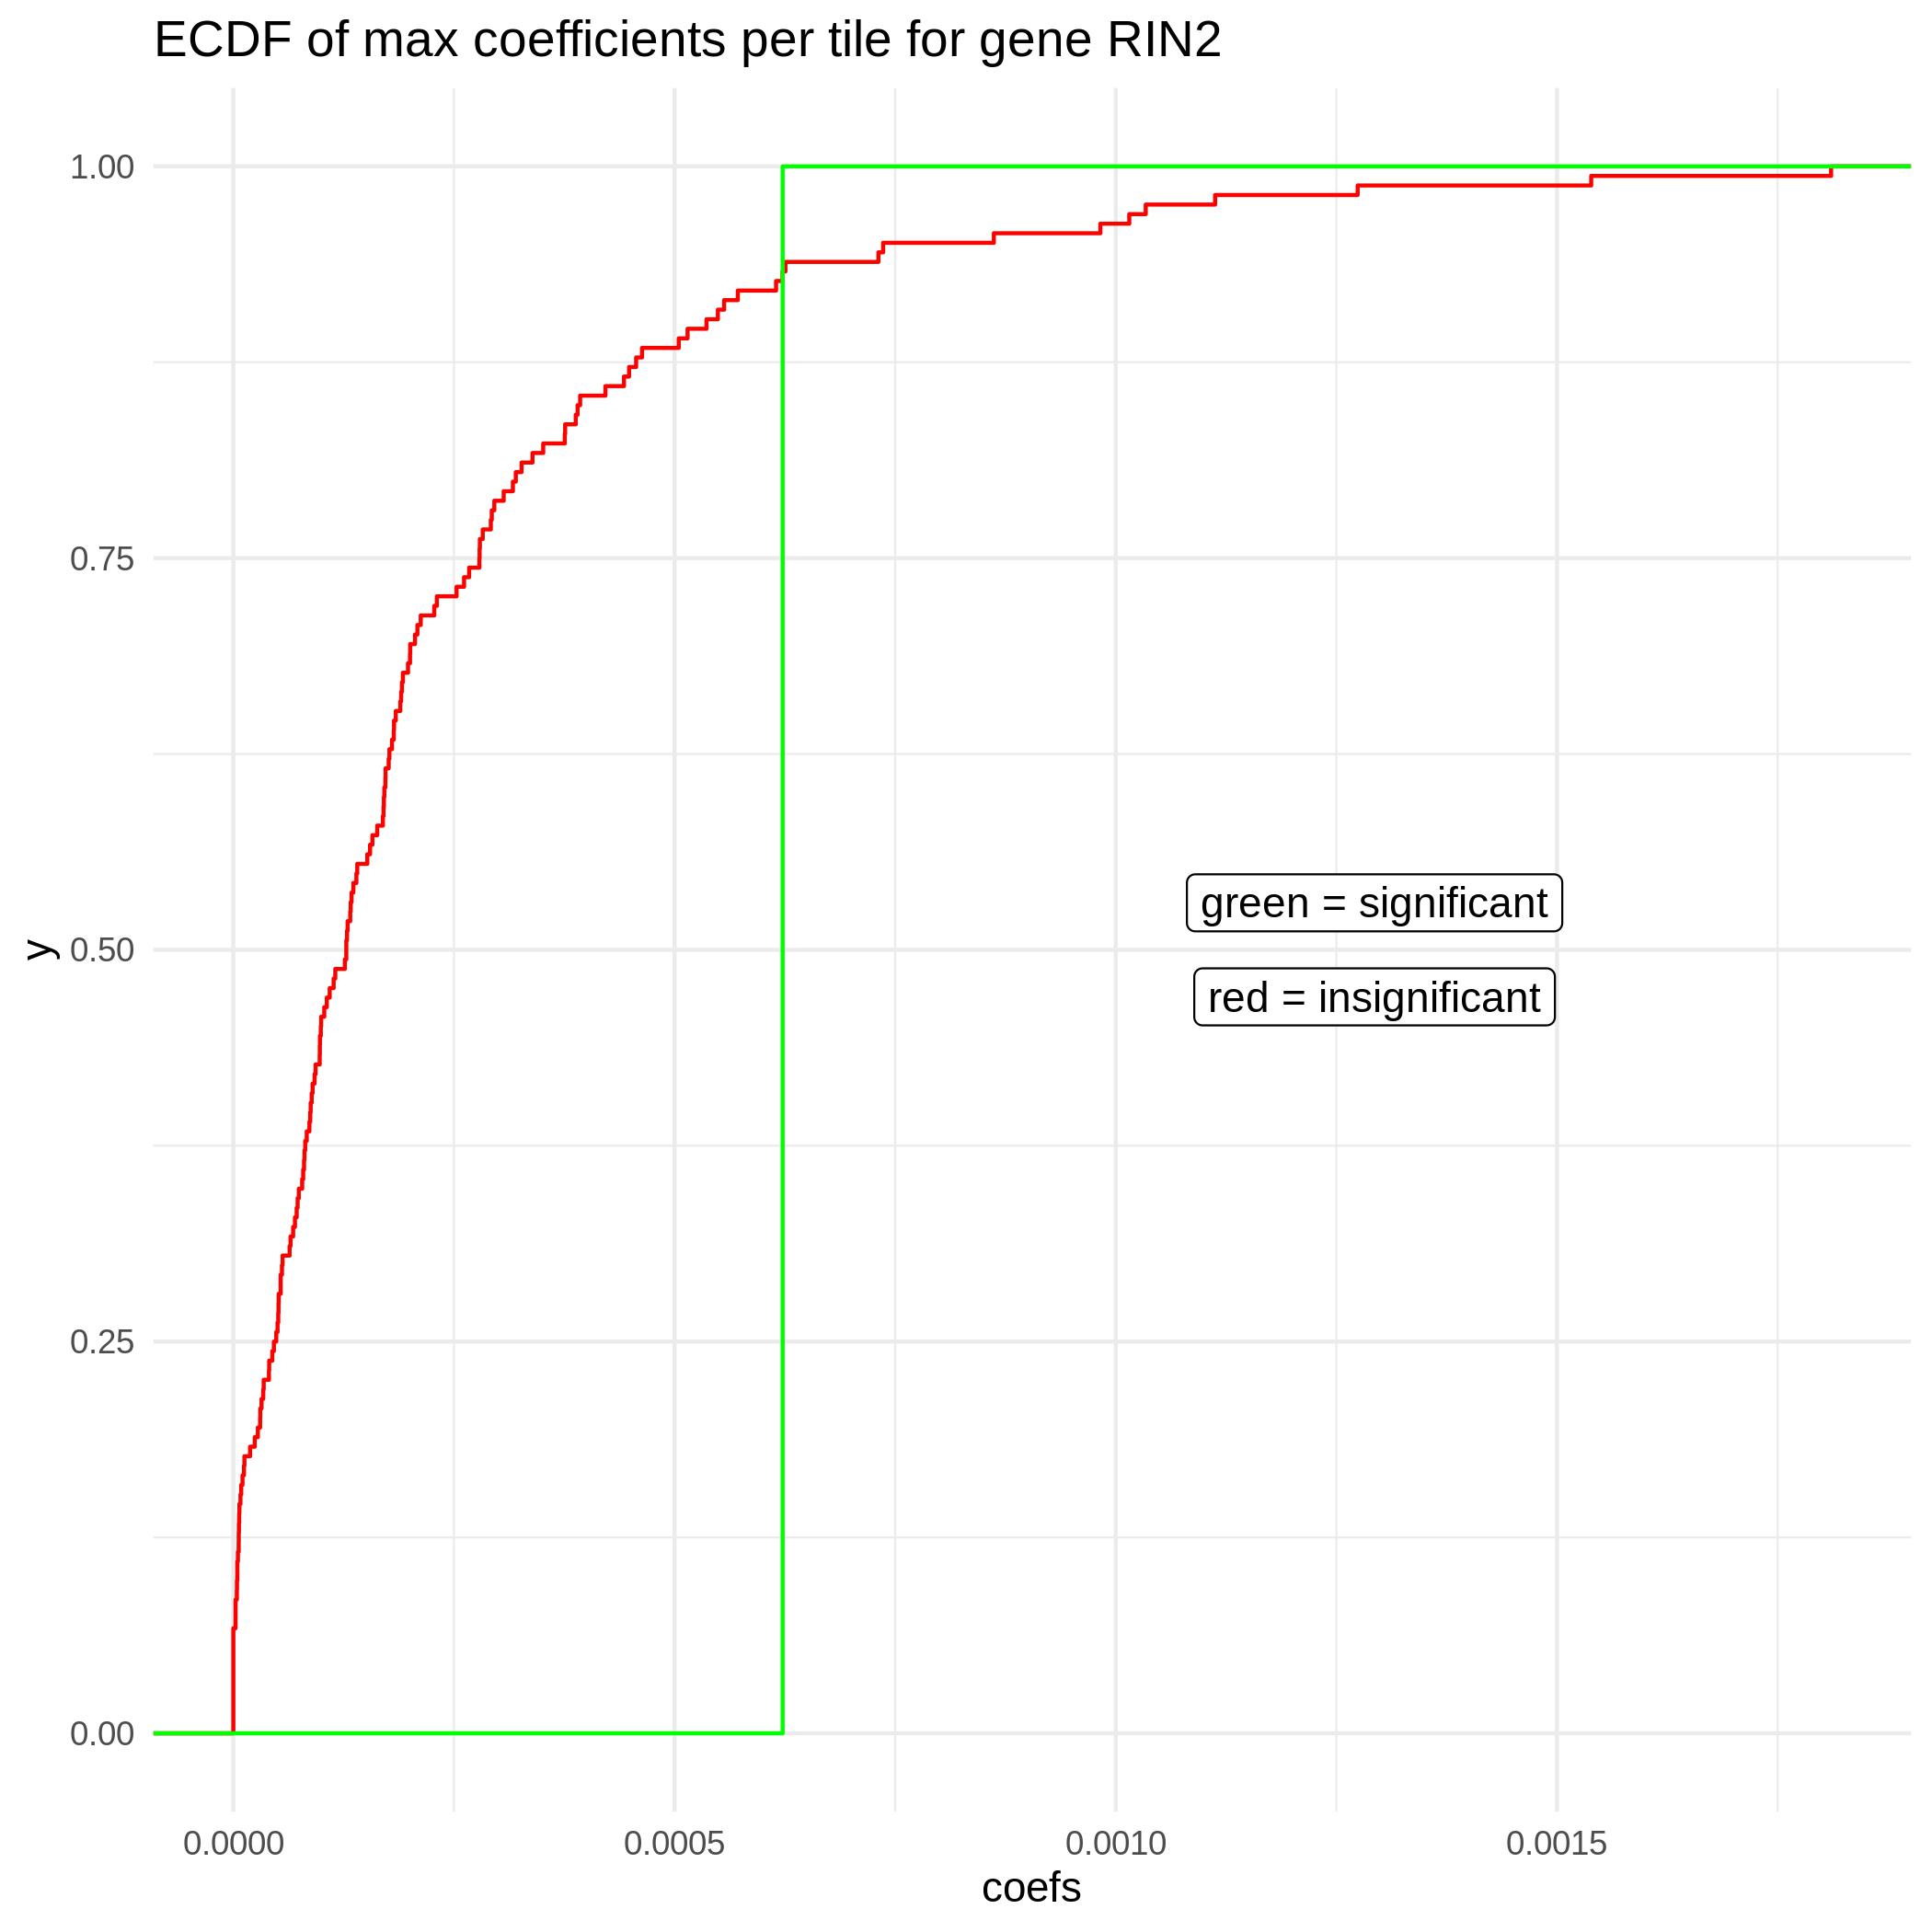 ECDF of max coefficients per tile for gene RIN2
1.00
0.75
0.50
0.25
0.00
y
green = significant
red = insignificant
0.0000 0.0005 0.0010 0.0015
coefs